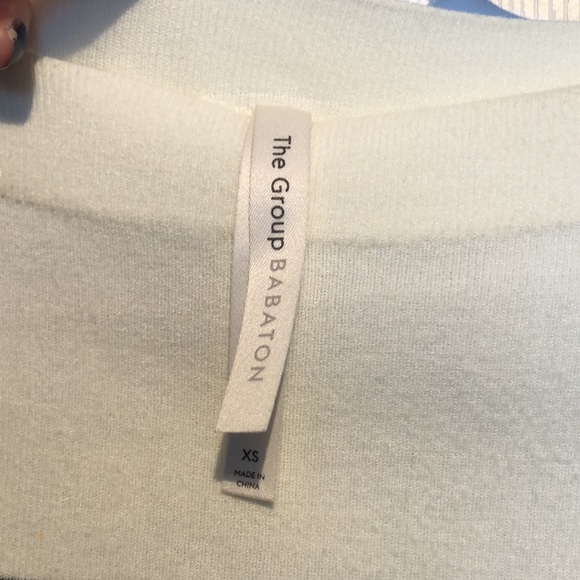 The Group BABATON
XS
MADE IN
CHINA